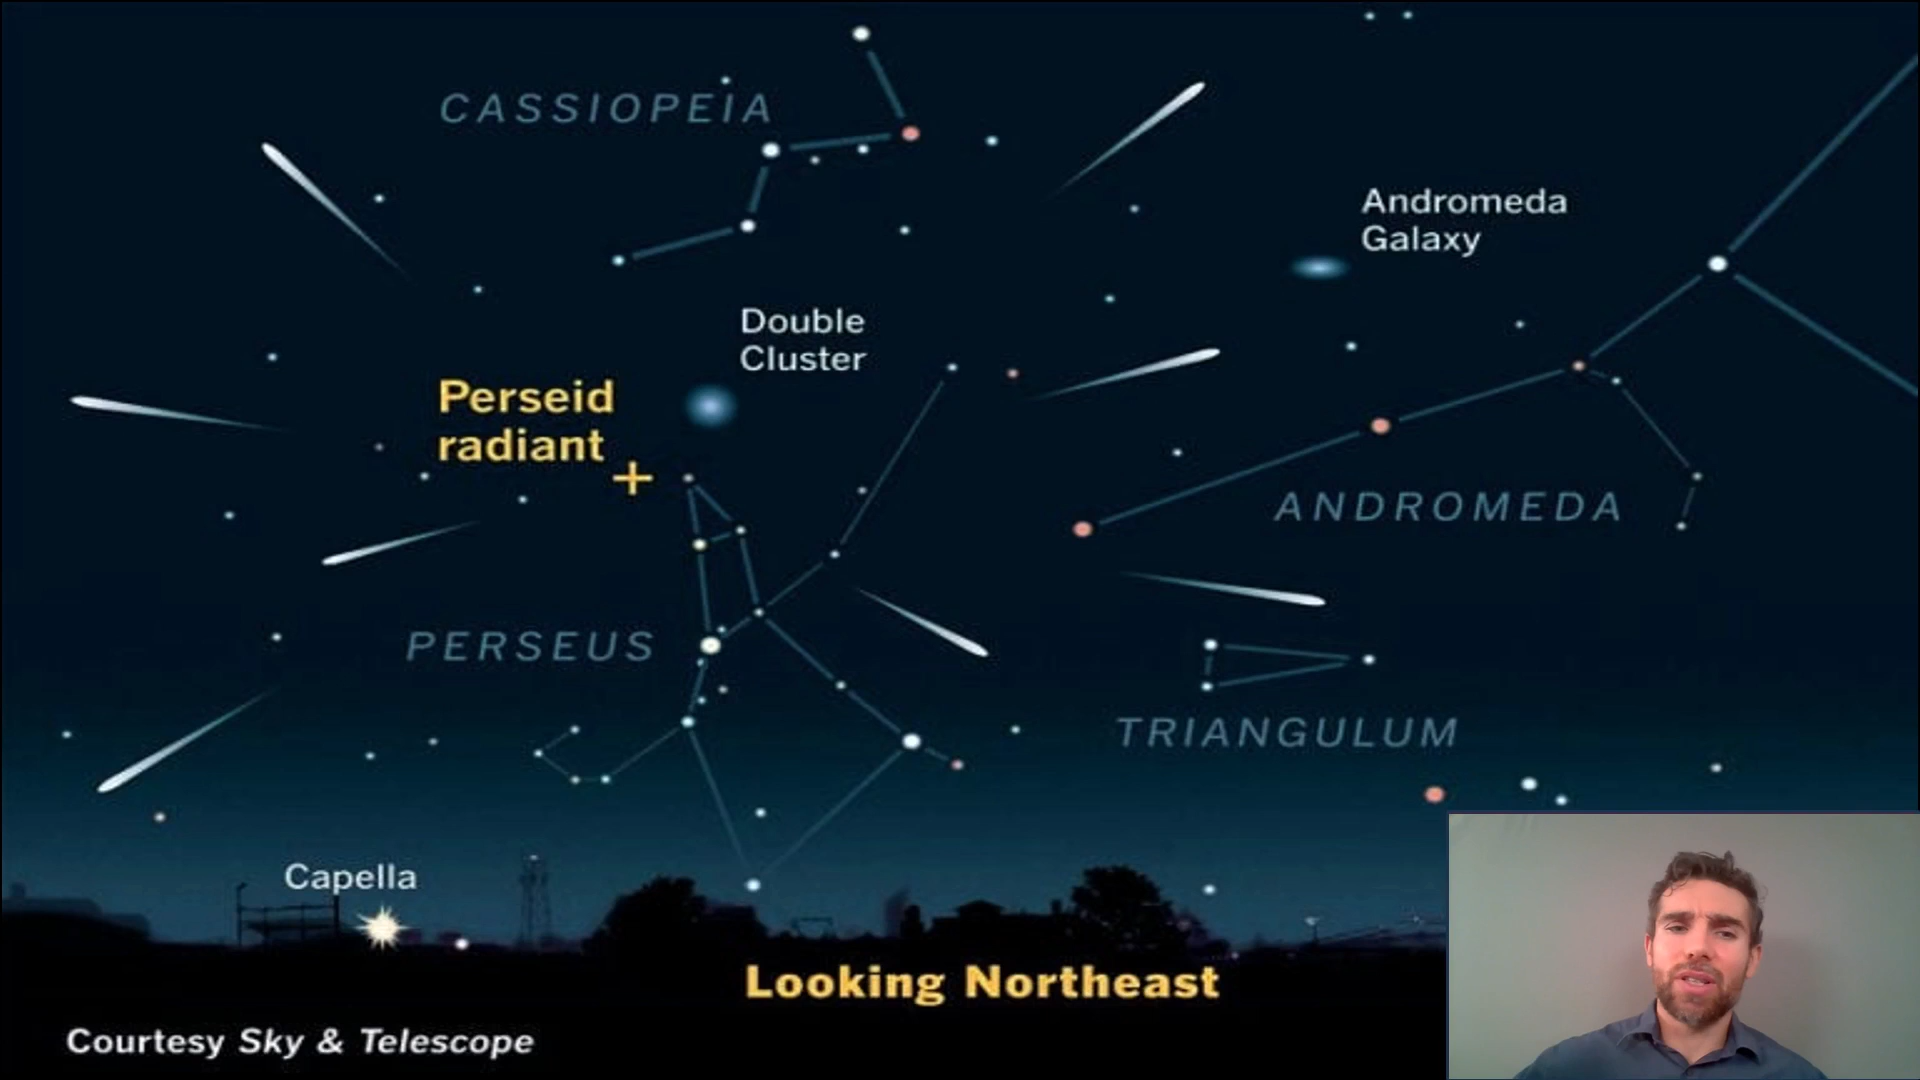 CASSIOPEIA
Andromeda
Galaxy
Double
Cluster
Perseid
radiant
ANDROMEDA
PERSEUS
TRIANGULUM
Capella
Looking Northeast
Courtesy Sky & Telescope